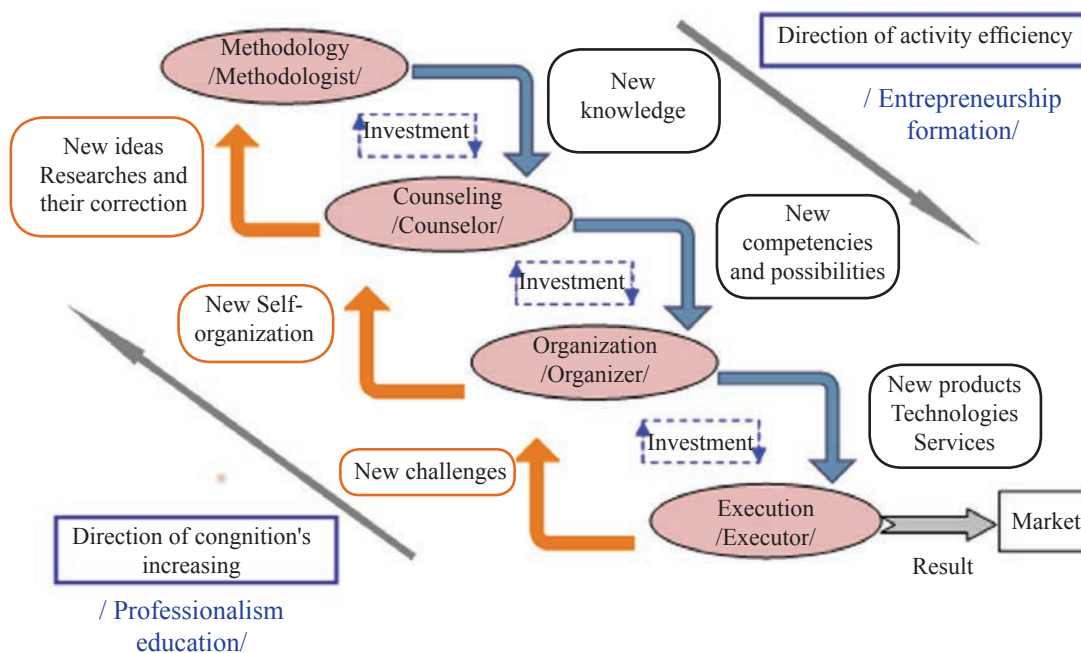 Methodology
/Methodologist/
Direction of activity efficiency
/ Entrepreneurship
formation/
New
knowledge
Investment
New ideas
Researches and
their correction
Counseling
/Counselor/
New
competencies
and possibilities
Investment
New Self-
organization
Organization
/Organizer/
New products
Technologies
Services
Investment
New challenges
Execution
/Executor/
Market
Result
Direction of congnition's
increasing
/ Professionalism
education/